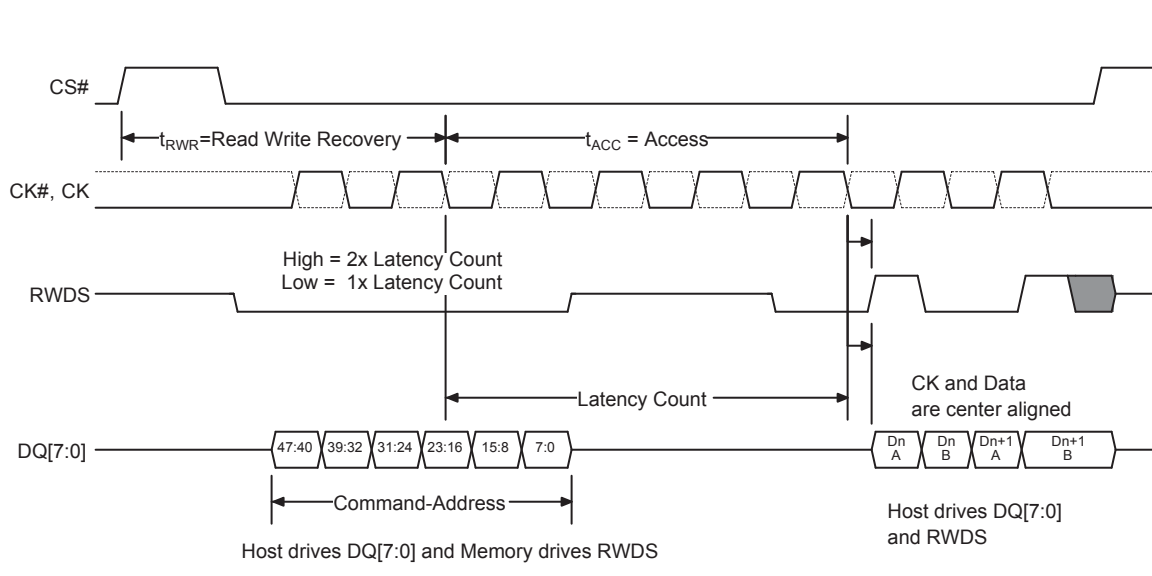 CS#
t_RWR=Read Write Recovery
t_ACC = Access
CK#, CK
High = 2x Latency Count
Low = 1x Latency Count
RWDS
Latency Count
CK and Data
are center aligned
DQ[7:0]
47:40 39:32 31:24 23:16 15:8 7:0
Dn
A
Dn
B
Dn+1
A
Dn+1
B
Command-Address
Host drives DQ[7:0]
and RWDS
Host drives DQ[7:0] and Memory drives RWDS